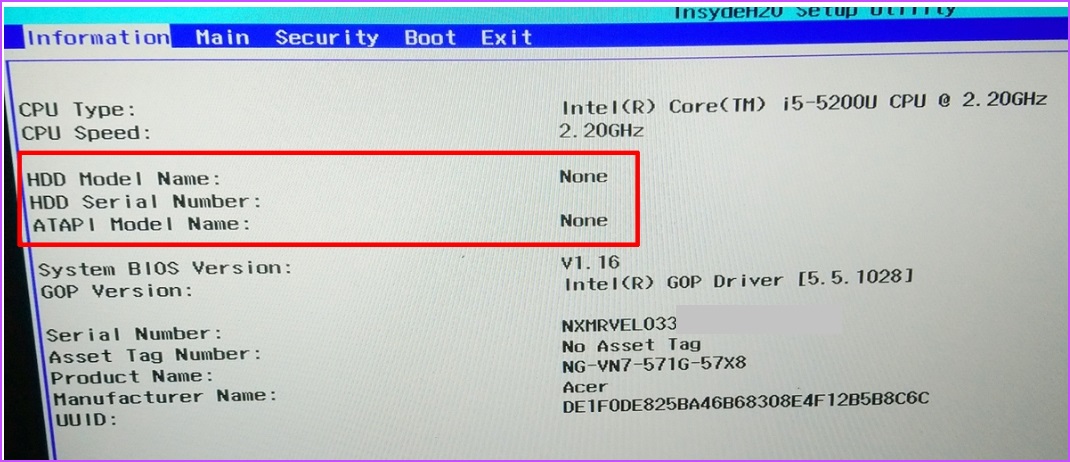 InsydeH20 Setup Utility
Information Main Security Boot Exit
CPU Type: Intel(R) Core(TM) i5-5200U CPU @ 2.20GHz
CPU Speed: 2.20GHz
HDD Model Name: None
HDD Serial Number:
ATAPI Model Name: None
System BIOS Version: V1.16
GOP Version: Intel(R) GOP Driver [5.5.1028]
Serial Number: NXMRVEL033
Asset Tag Number: No Asset Tag
Product Name: NG-VN7-571G-57X8
Manufacturer Name: Acer
UUID: DE1F0DE825BA46B68308E4F12B5B8C6C